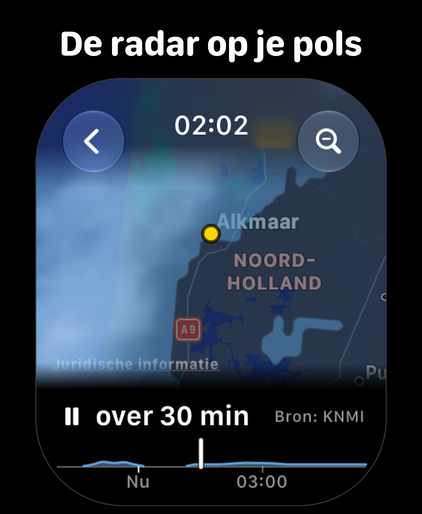 De radar op je pols
02:02
Alkmaar
NOORD-
HOLLAND
A9
Juridische informatie
Pu
over 30 min
Bron: KNMI
Nu
03:00